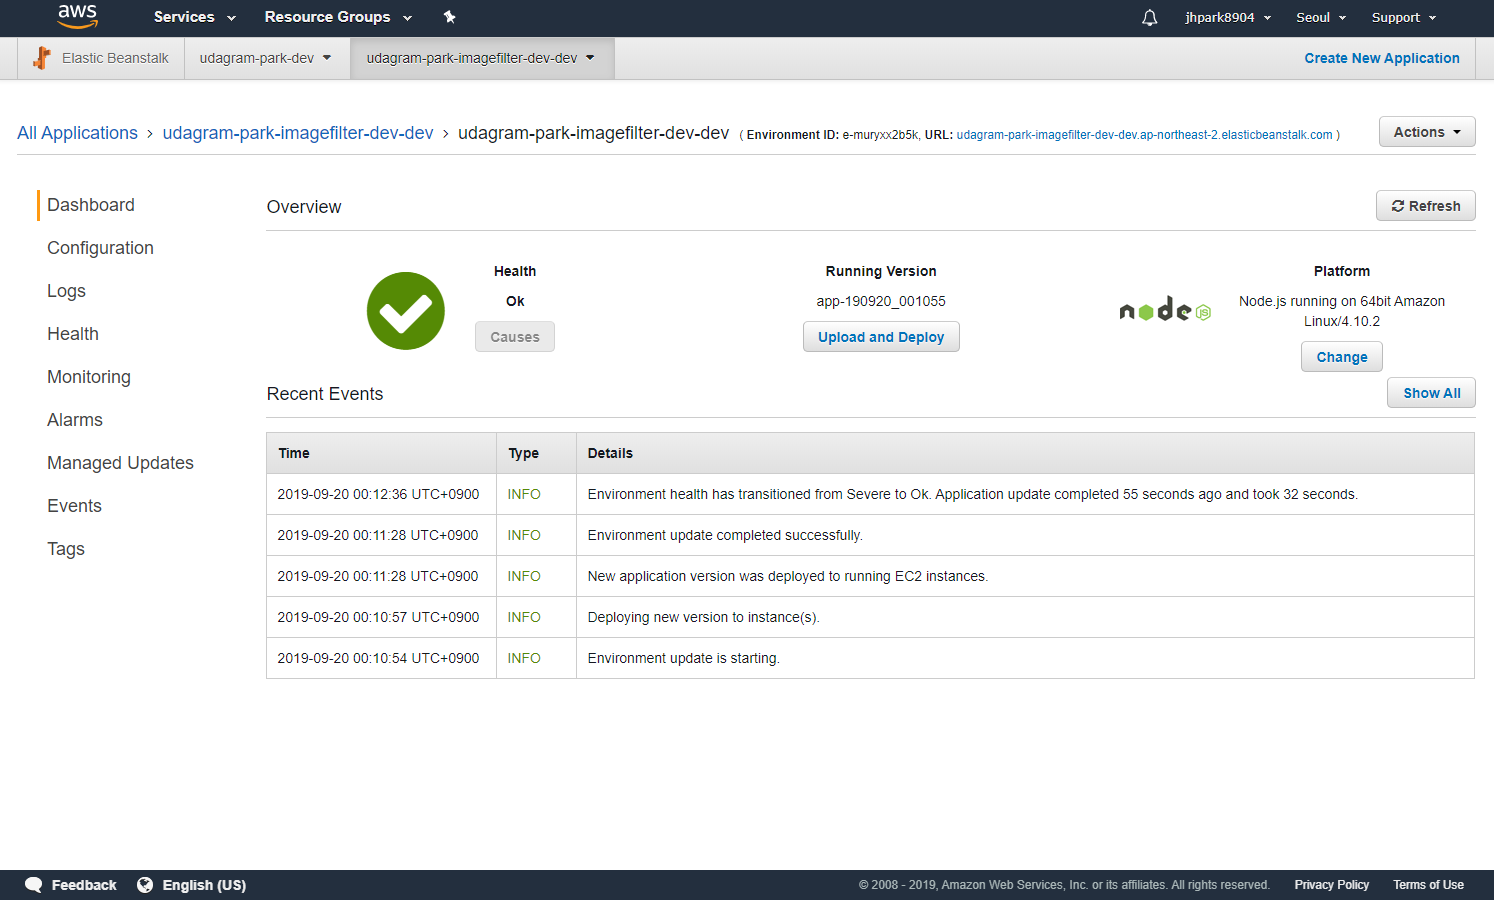 aws Services Resource Groups jhpark8904 Seoul Support
Elastic Beanstalk udagram-park-dev udagram-park-imagefilter-dev-dev Create New Application
All Applications > udagram-park-imagefilter-dev-dev > udagram-park-imagefilter-dev-dev ( Environment ID: e-muryxx2b5k, URL: udagram-park-imagefilter-dev-dev.ap-northeast-2.elasticbeanstalk.com ) Actions
Dashboard
Configuration
Logs
Health
Monitoring
Alarms
Managed Updates
Events
Tags
Overview Refresh
Health
Ok
Causes
Running Version
app-190920_001055
Upload and Deploy
node JS
Platform
Node.js running on 64bit Amazon
Linux/4.10.2
Change
Recent Events Show All
Time Type Details
2019-09-20 00:12:36 UTC+0900 INFO Environment health has transitioned from Severe to Ok. Application update completed 55 seconds ago and took 32 seconds.
2019-09-20 00:11:28 UTC+0900 INFO Environment update completed successfully.
2019-09-20 00:11:28 UTC+0900 INFO New application version was deployed to running EC2 instances.
2019-09-20 00:10:57 UTC+0900 INFO Deploying new version to instance(s).
2019-09-20 00:10:54 UTC+0900 INFO Environment update is starting.
Feedback English (US) © 2008 - 2019, Amazon Web Services, Inc. or its affiliates. All rights reserved. Privacy Policy Terms of Use